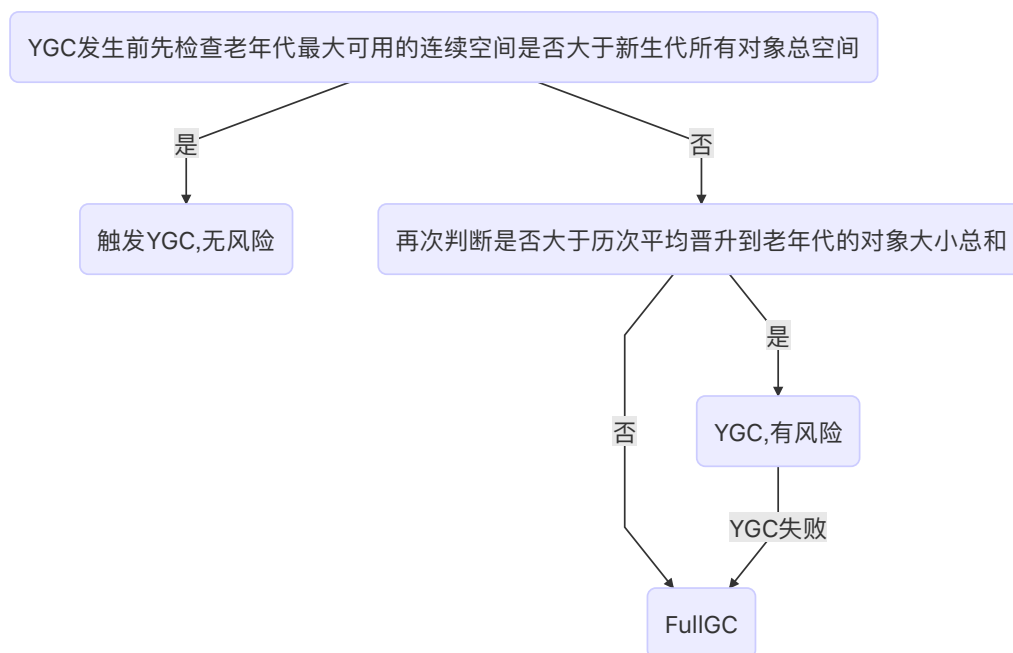 YGC发生前先检查老年代最大可用的连续空间是否大于新生代所有对象总空间
是
否
触发YGC,无风险
再次判断是否大于历次平均晋升到老年代的对象大小总和
是
否
YGC,有风险
YGC失败
FullGC